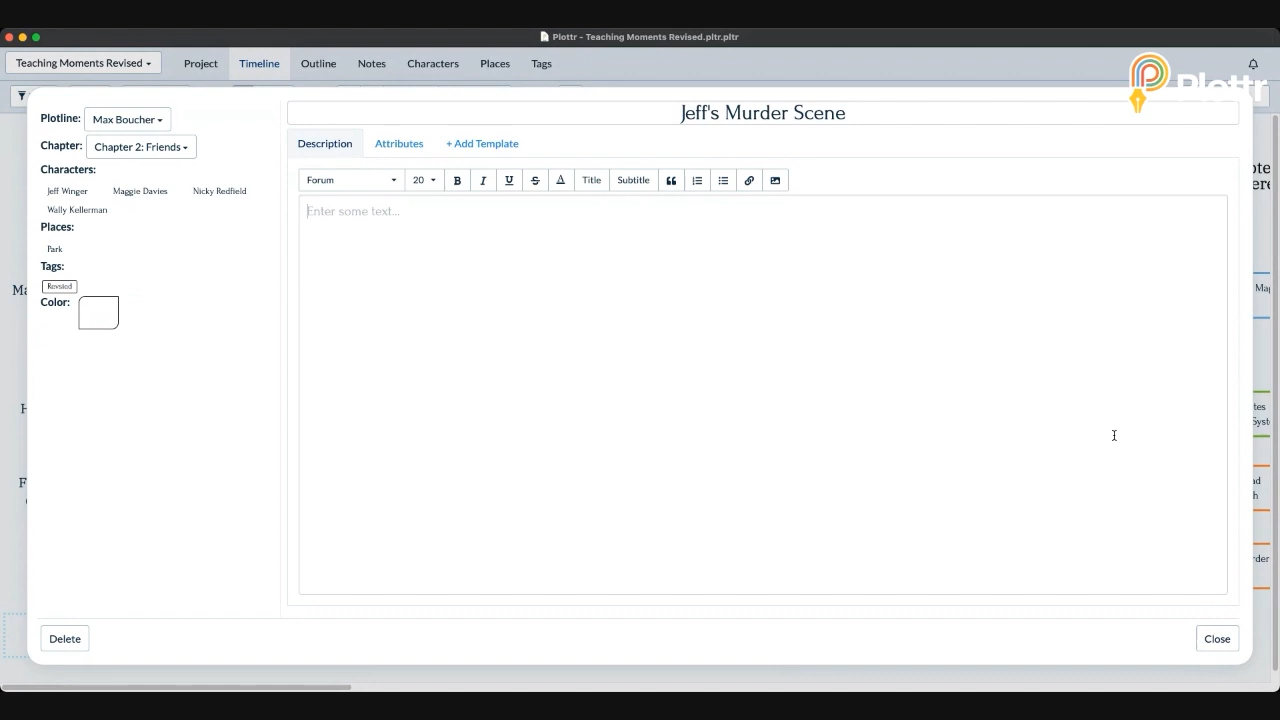 Plottr - Teaching Moments Revised.pltr.pltr
Teaching Moments Revised
Project
Timeline
Outline
Notes
Characters
Places
Tags
Plottr
Plotline:
Max Boucher
Chapter:
Chapter 2: Friends
Characters:
Jeff Winger
Maggie Davies
Nicky Redfield
Wally Kellerman
Places:
Park
Tags:
Revsied
Color:
Jeff's Murder Scene
Description
Attributes
+ Add Template
Forum
20
B
I
U
S
A
Title
Subtitle
Enter some text...
Delete
Close